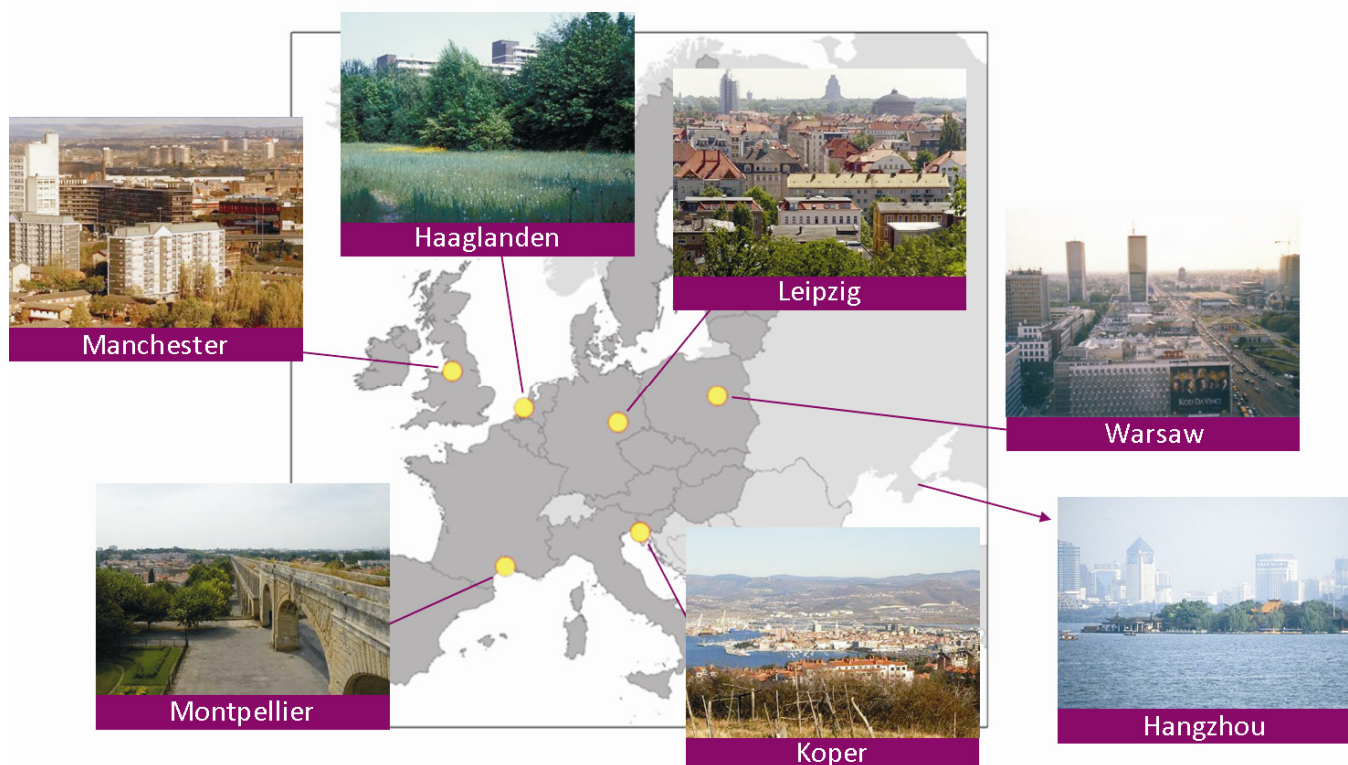 Haaglanden
Leipzig
Manchester
Warsaw
KOD DA VINCI
Montpellier
Koper
Hangzhou